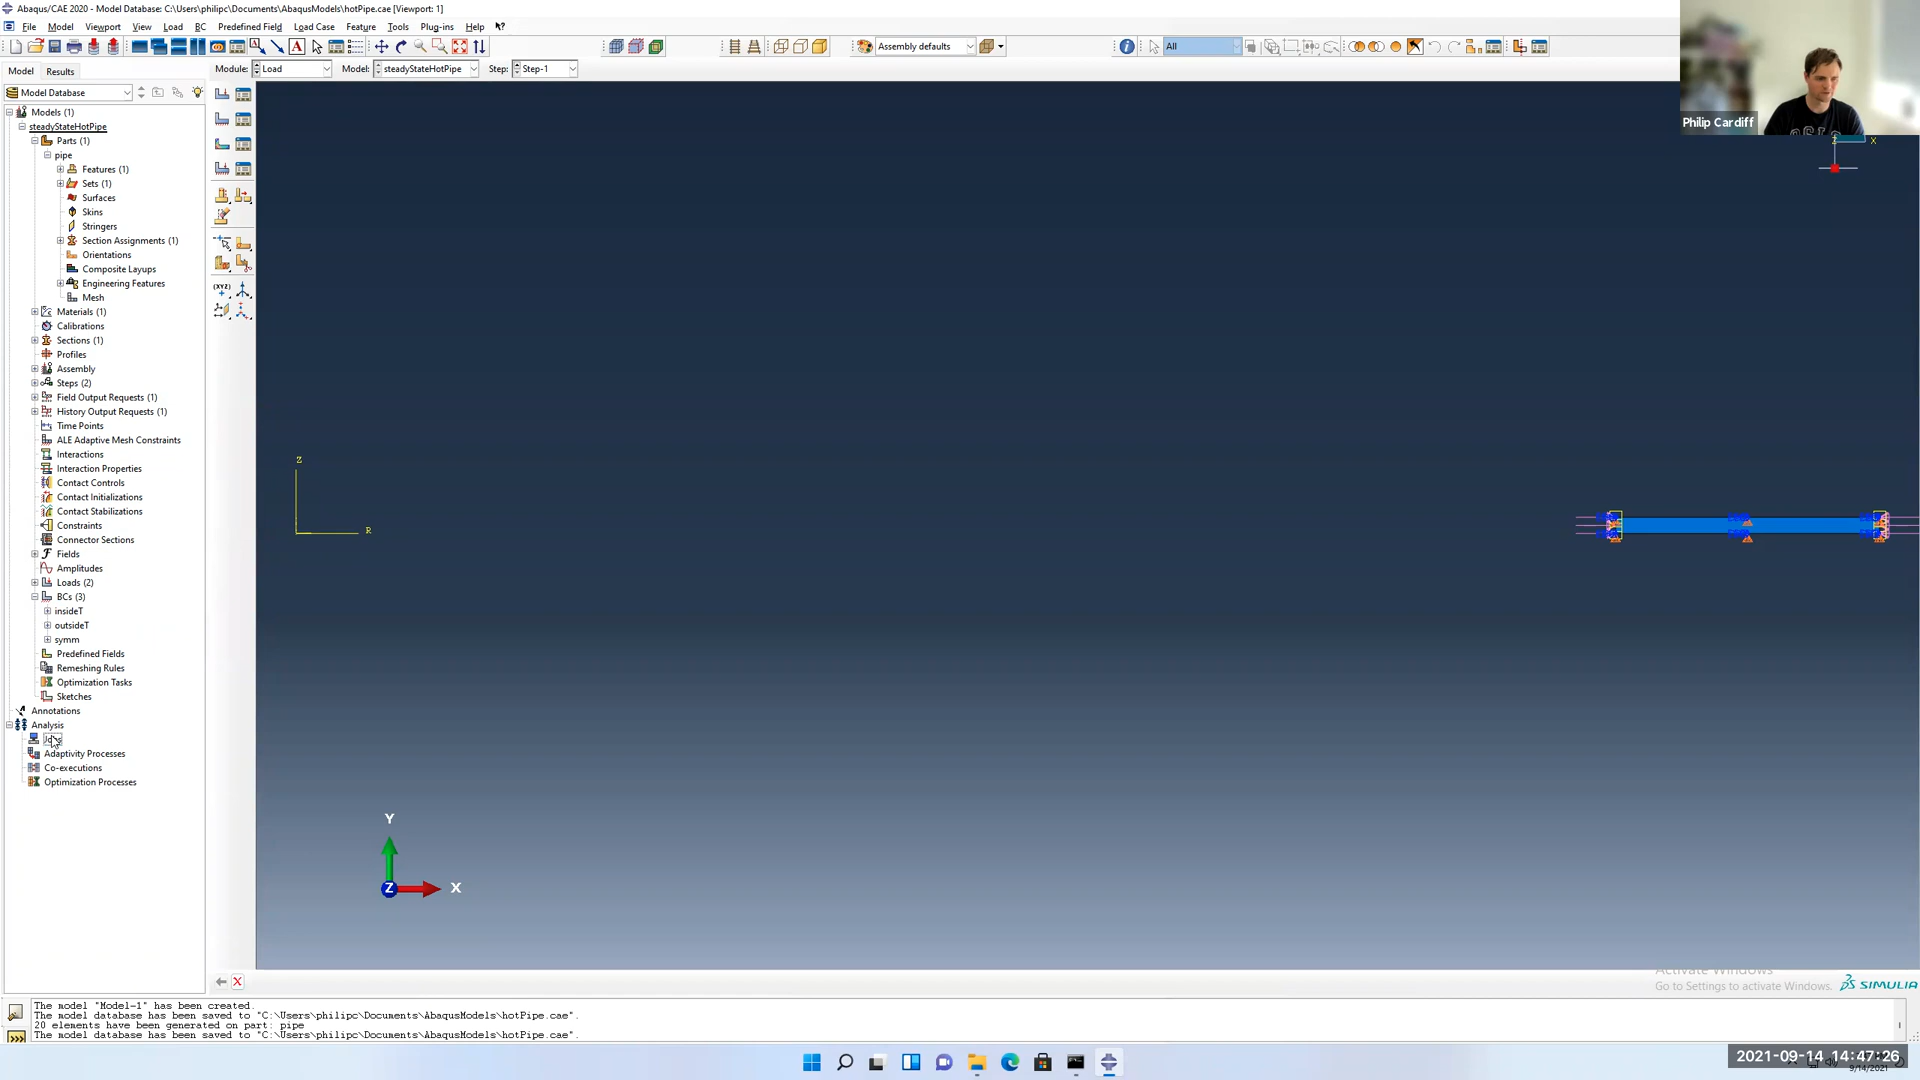 Abaqus/CAE 2020 - Model Database: C:\Users\philipc\Documents\AbaqusModels\hotPipe.cae [Viewport: 1]
File Model Viewport View Load BC Predefined Field Load Case Feature Tools Plug-ins Help
Assembly defaults All
Model Results Module: Load Model: steadyStateHotPipe Step: Step-1
Model Database
Models (1)
steadyStateHotPipe
Parts (1)
pipe
Features (1)
Sets (1)
Surfaces
Skins
Stringers
Section Assignments (1)
Orientations
Composite Layups
Engineering Features
Mesh
Materials (1)
Calibrations
Sections (1)
Profiles
Assembly
Steps (2)
Field Output Requests (1)
History Output Requests (1)
Time Points
ALE Adaptive Mesh Constraints
Interactions
Interaction Properties
Contact Controls
Contact Initializations
Contact Stabilizations
Constraints
Connector Sections
Fields
Amplitudes
Loads (2)
BCs (3)
insideT
outsideT
symm
Predefined Fields
Remeshing Rules
Optimization Tasks
Sketches
Annotations
Analysis
Adaptivity Processes
Co-executions
Optimization Processes
(XYZ)
Philip Cardiff
X
Z
R
Y
Z X
Activate Windows
Go to Settings to activate Windows.
SIMULIA
The model "Model-1" has been created.
The model database has been saved to "C:\Users\philipc\Documents\AbaqusModels\hotPipe.cae".
20 elements have been generated on part: pipe
The model database has been saved to "C:\Users\philipc\Documents\AbaqusModels\hotPipe.cae".
2021-09-14 14:47:26
9/14/2021